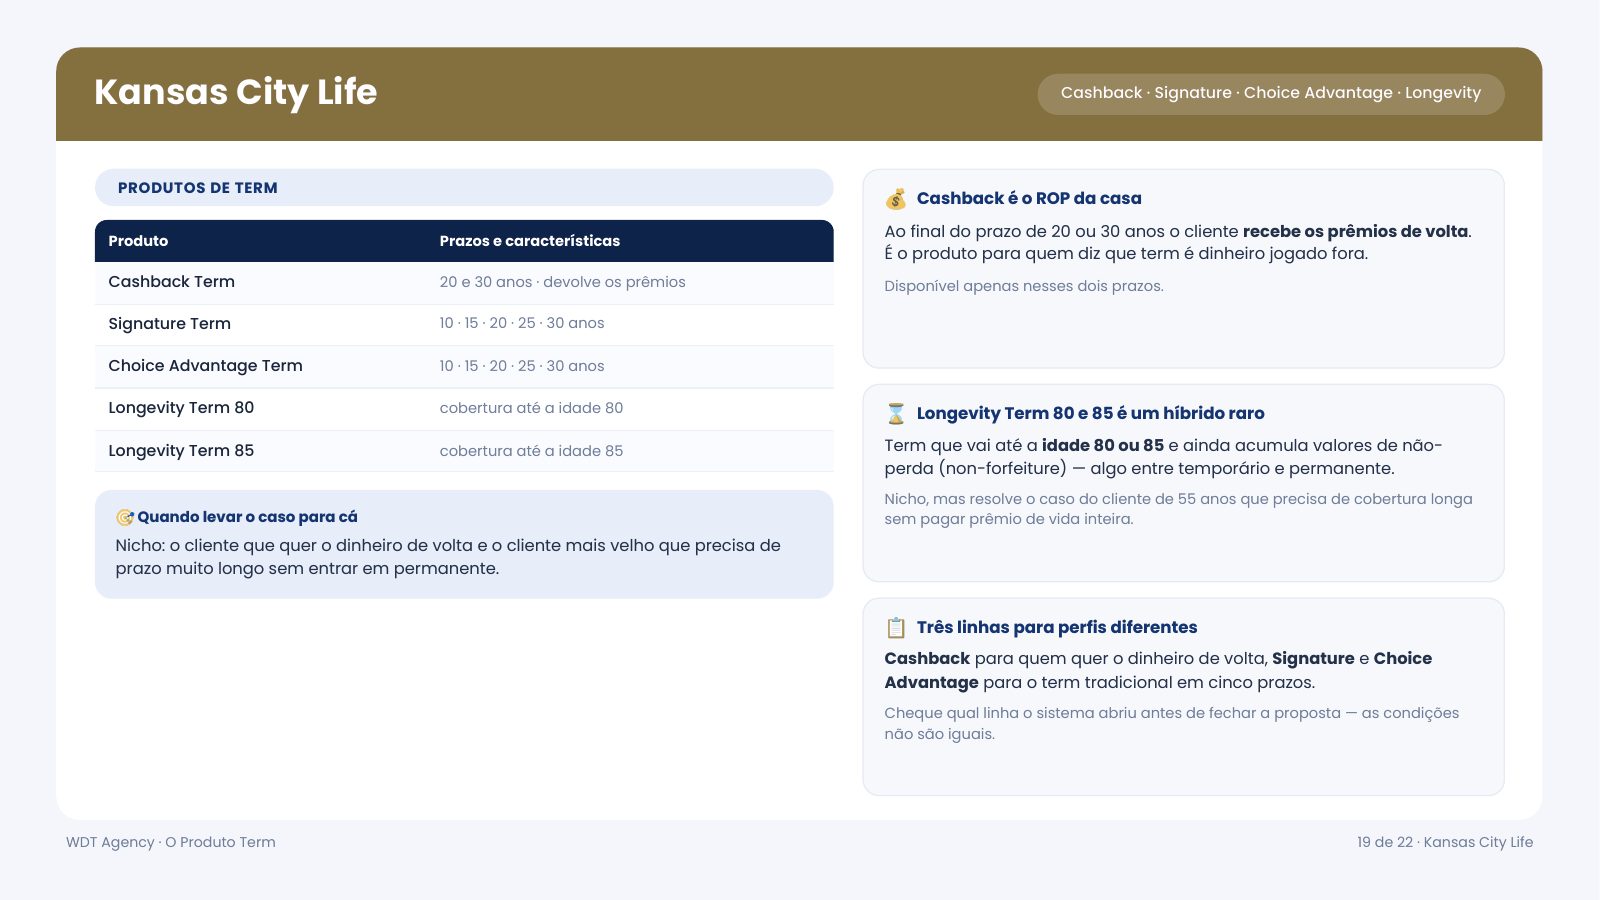 Kansas City Life
Cashback · Signature · Choice Advantage · Longevity
PRODUTOS DE TERM
Produto Prazos e características
Cashback Term 20 e 30 anos · devolve os prêmios
Signature Term 10 · 15 · 20 · 25 · 30 anos
Choice Advantage Term 10 · 15 · 20 · 25 · 30 anos
Longevity Term 80 cobertura até a idade 80
Longevity Term 85 cobertura até a idade 85
🎯 Quando levar o caso para cá
Nicho: o cliente que quer o dinheiro de volta e o cliente mais velho que precisa de
prazo muito longo sem entrar em permanente.
💰 Cashback é o ROP da casa
Ao final do prazo de 20 ou 30 anos o cliente recebe os prêmios de volta.
É o produto para quem diz que term é dinheiro jogado fora.
Disponível apenas nesses dois prazos.
⌛ Longevity Term 80 e 85 é um híbrido raro
Term que vai até a idade 80 ou 85 e ainda acumula valores de não-
perda (non-forfeiture) — algo entre temporário e permanente.
Nicho, mas resolve o caso do cliente de 55 anos que precisa de cobertura longa
sem pagar prêmio de vida inteira.
📋 Três linhas para perfis diferentes
Cashback para quem quer o dinheiro de volta, Signature e Choice
Advantage para o term tradicional em cinco prazos.
Cheque qual linha o sistema abriu antes de fechar a proposta — as condições
não são iguais.
WDT Agency · O Produto Term
19 de 22 · Kansas City Life